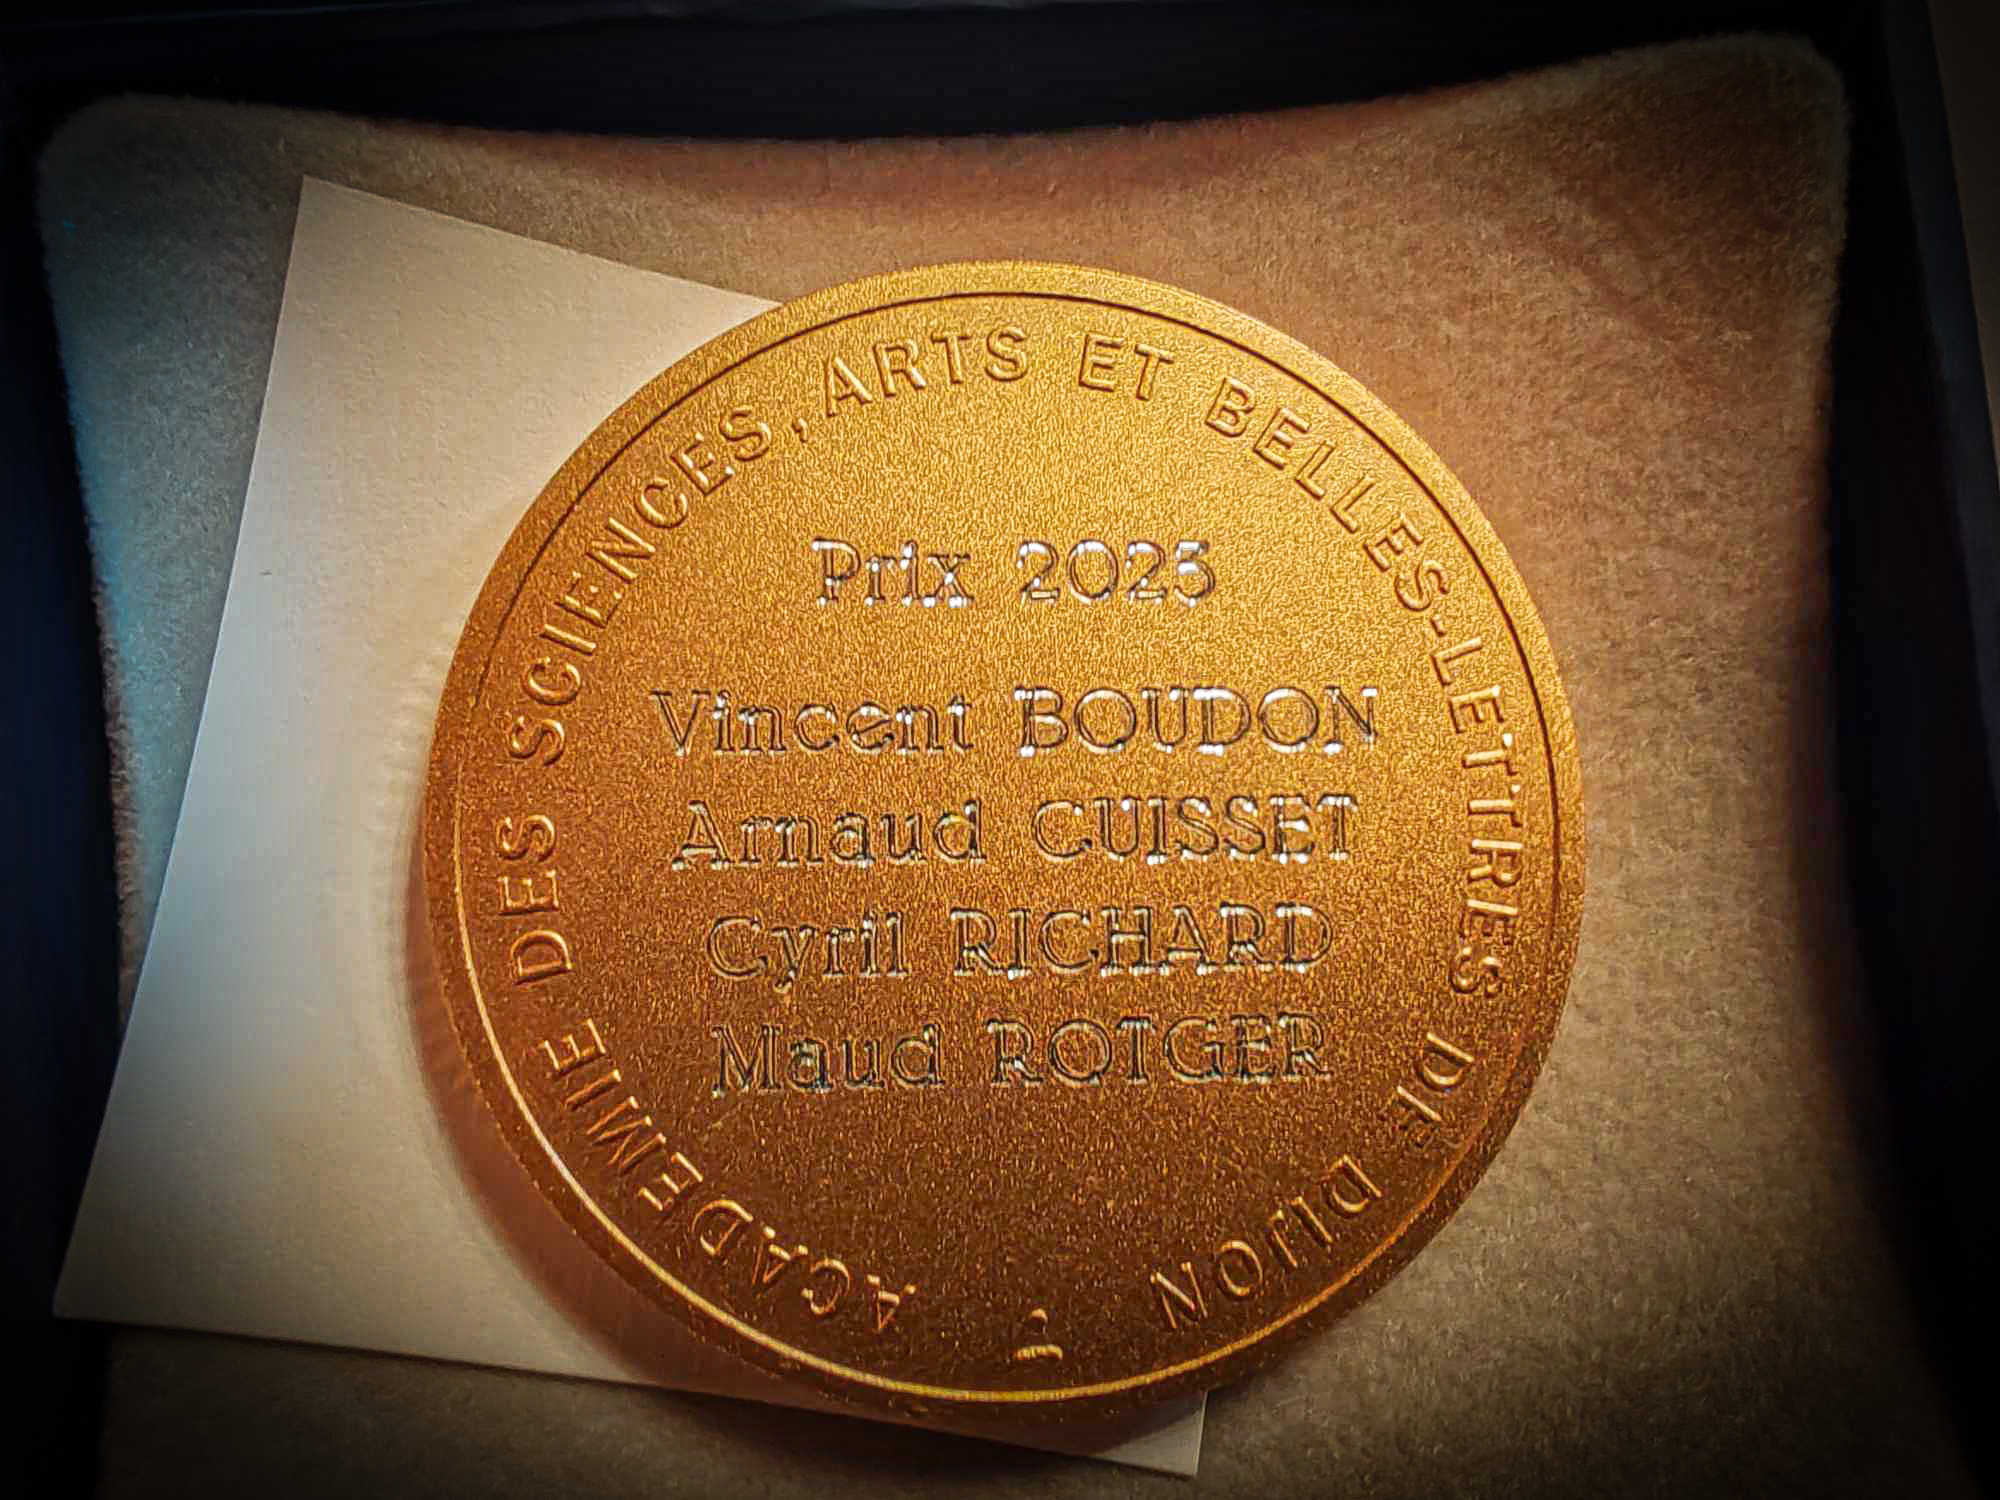 ACADEMIE DES SCIENCES, ARTS ET BELLES-LETTRES DE DIJON
Prix 2025
Vincent BOUDON
Arnaud CUISSET
Cyril RICHARD
Maud ROTGER